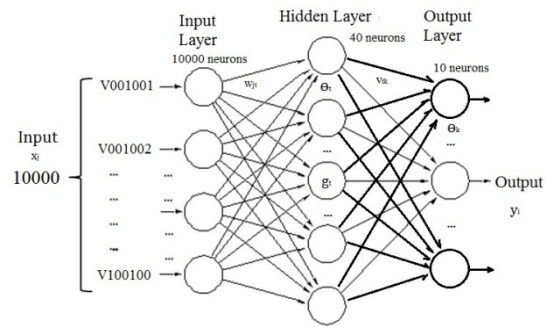 Input
Layer
10000 neurons
Hidden Layer
40 neurons
Output
Layer
10 neurons
V001001
V001002
...
...
...
...
...
...
...
...
V100100
Input
xⱼ
10000
wⱼₜ
ϴₜ
...
gₜ
...
vₜₖ
ϴₖ
...
...
Output
yᵢ